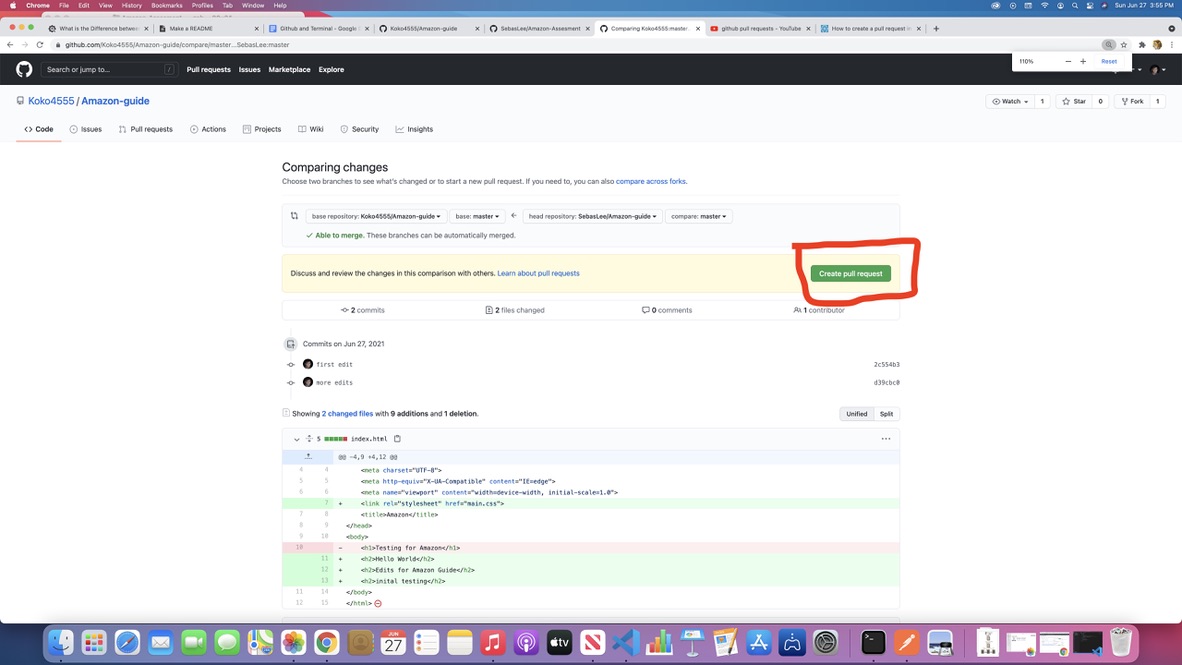 Chrome File Edit View History Bookmarks Profiles Tab Window Help Sun Jun 27 3:55 PM
What is the Difference betwee Make a README Github and Terminal - Google Koko4555/Amazon-guide SebasLee/Amazon-Assesment Comparing Koko4555:master... github pull requests - YouTube How to create a pull request in
github.com/Koko4555/Amazon-guide/compare/master...SebasLee:master
110% − + Reset
Search or jump to... / Pull requests Issues Marketplace Explore
Koko4555 / Amazon-guide Watch 1 Star 0 Fork 1
Code Issues Pull requests Actions Projects Wiki Security Insights
Comparing changes
Choose two branches to see what's changed or to start a new pull request. If you need to, you can also compare across forks.
base repository: Koko4555/Amazon-guide base: master head repository: SebasLee/Amazon-guide compare: master
Able to merge. These branches can be automatically merged.
Discuss and review the changes in this comparison with others. Learn about pull requests Create pull request
2 commits 2 files changed 0 comments 1 contributor
Commits on Jun 27, 2021
first edit 2c554b3
more edits d39cbc0
Showing 2 changed files with 9 additions and 1 deletion. Unified Split
5 index.html ...
@@ -4,9 +4,12 @@
4 4 <meta charset="UTF-8">
5 5 <meta http-equiv="X-UA-Compatible" content="IE=edge">
6 6 <meta name="viewport" content="width=device-width, initial-scale=1.0">
7 + <link rel="stylesheet" href="main.css">
7 8 <title>Amazon</title>
8 9 </head>
9 10 <body>
10 - <h1>Testing for Amazon</h1>
11 + <h2>Hello World</h2>
12 + <h2>Edits for Amazon Guide</h2>
13 + <h2>inital testing</h2>
11 14 </body>
12 15 </html>
JUN
27
tv